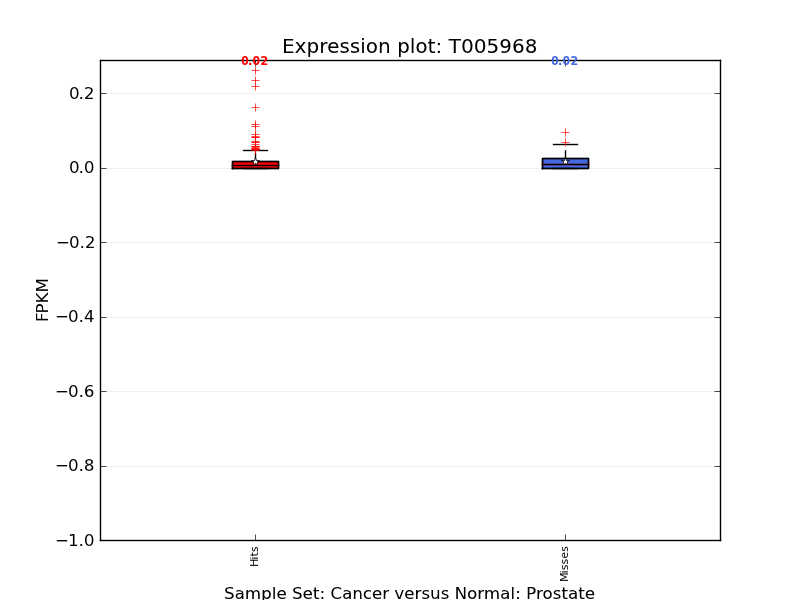 Expression plot: T005968
0.02 0.02
0.2
0.0
−0.2
−0.4
−0.6
−0.8
−1.0
FPKM
Hits Misses
Sample Set: Cancer versus Normal: Prostate